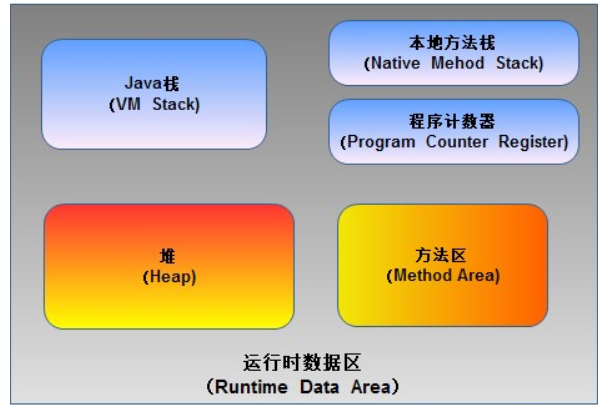 Java栈
(VM Stack)
本地方法栈
(Native Mehod Stack)
程序计数器
(Program Counter Register)
堆
(Heap)
方法区
(Method Area)
运行时数据区
(Runtime Data Area)